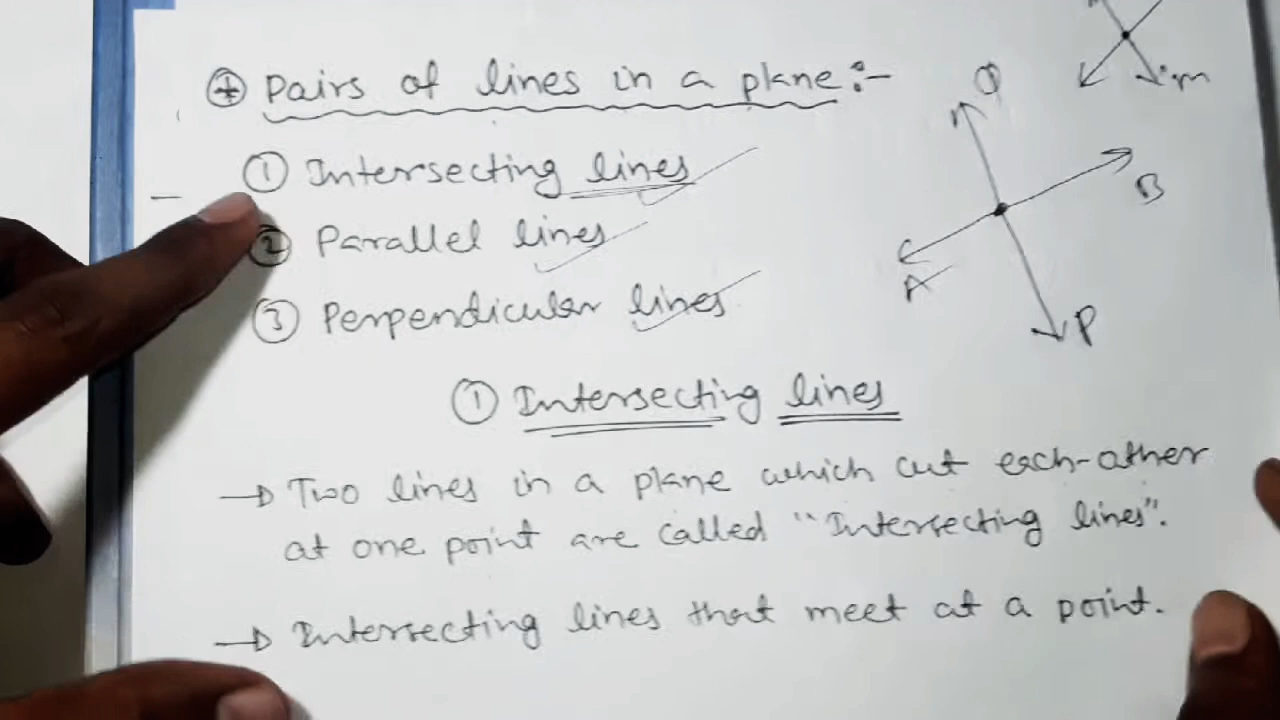 Pairs of lines in a plane :-
① Intersecting lines
② Parallel lines
③ Perpendicular lines
m
B
A
P
① Intersecting lines
→ Two lines in a plane which cut each-other
at one point are called "Intersecting lines".
→ Intersecting lines that meet at a point.